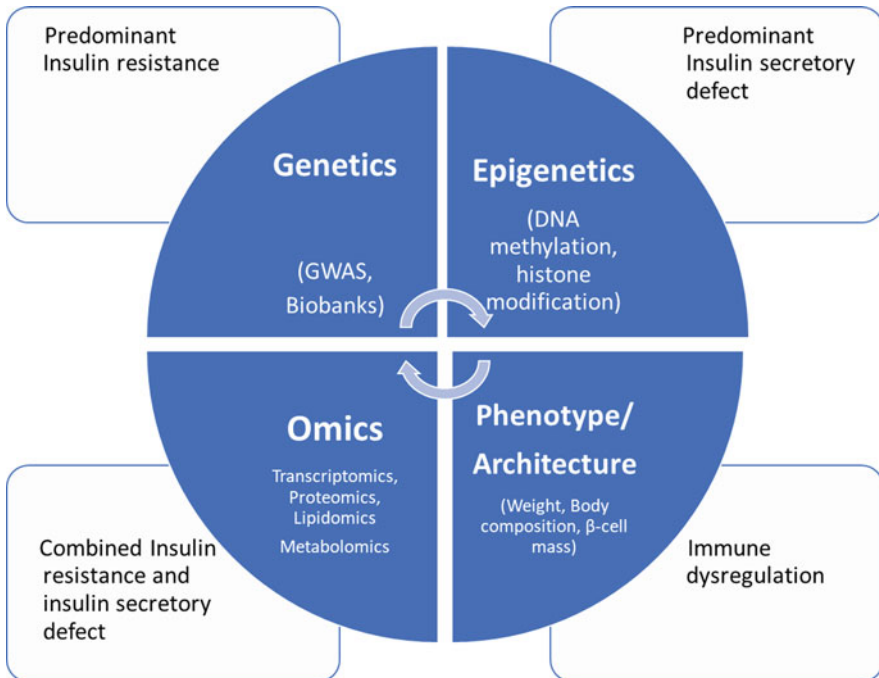 Predominant
Insulin resistance
Predominant
Insulin secretory
defect
Genetics
(GWAS,
Biobanks)
Epigenetics
(DNA
methylation,
histone
modification)
Omics
Transcriptomics,
Proteomics,
Lipidomics
Metabolomics
Phenotype/
Architecture
(Weight, Body
composition, β-cell
mass)
Combined Insulin
resistance and
insulin secretory
defect
Immune
dysregulation